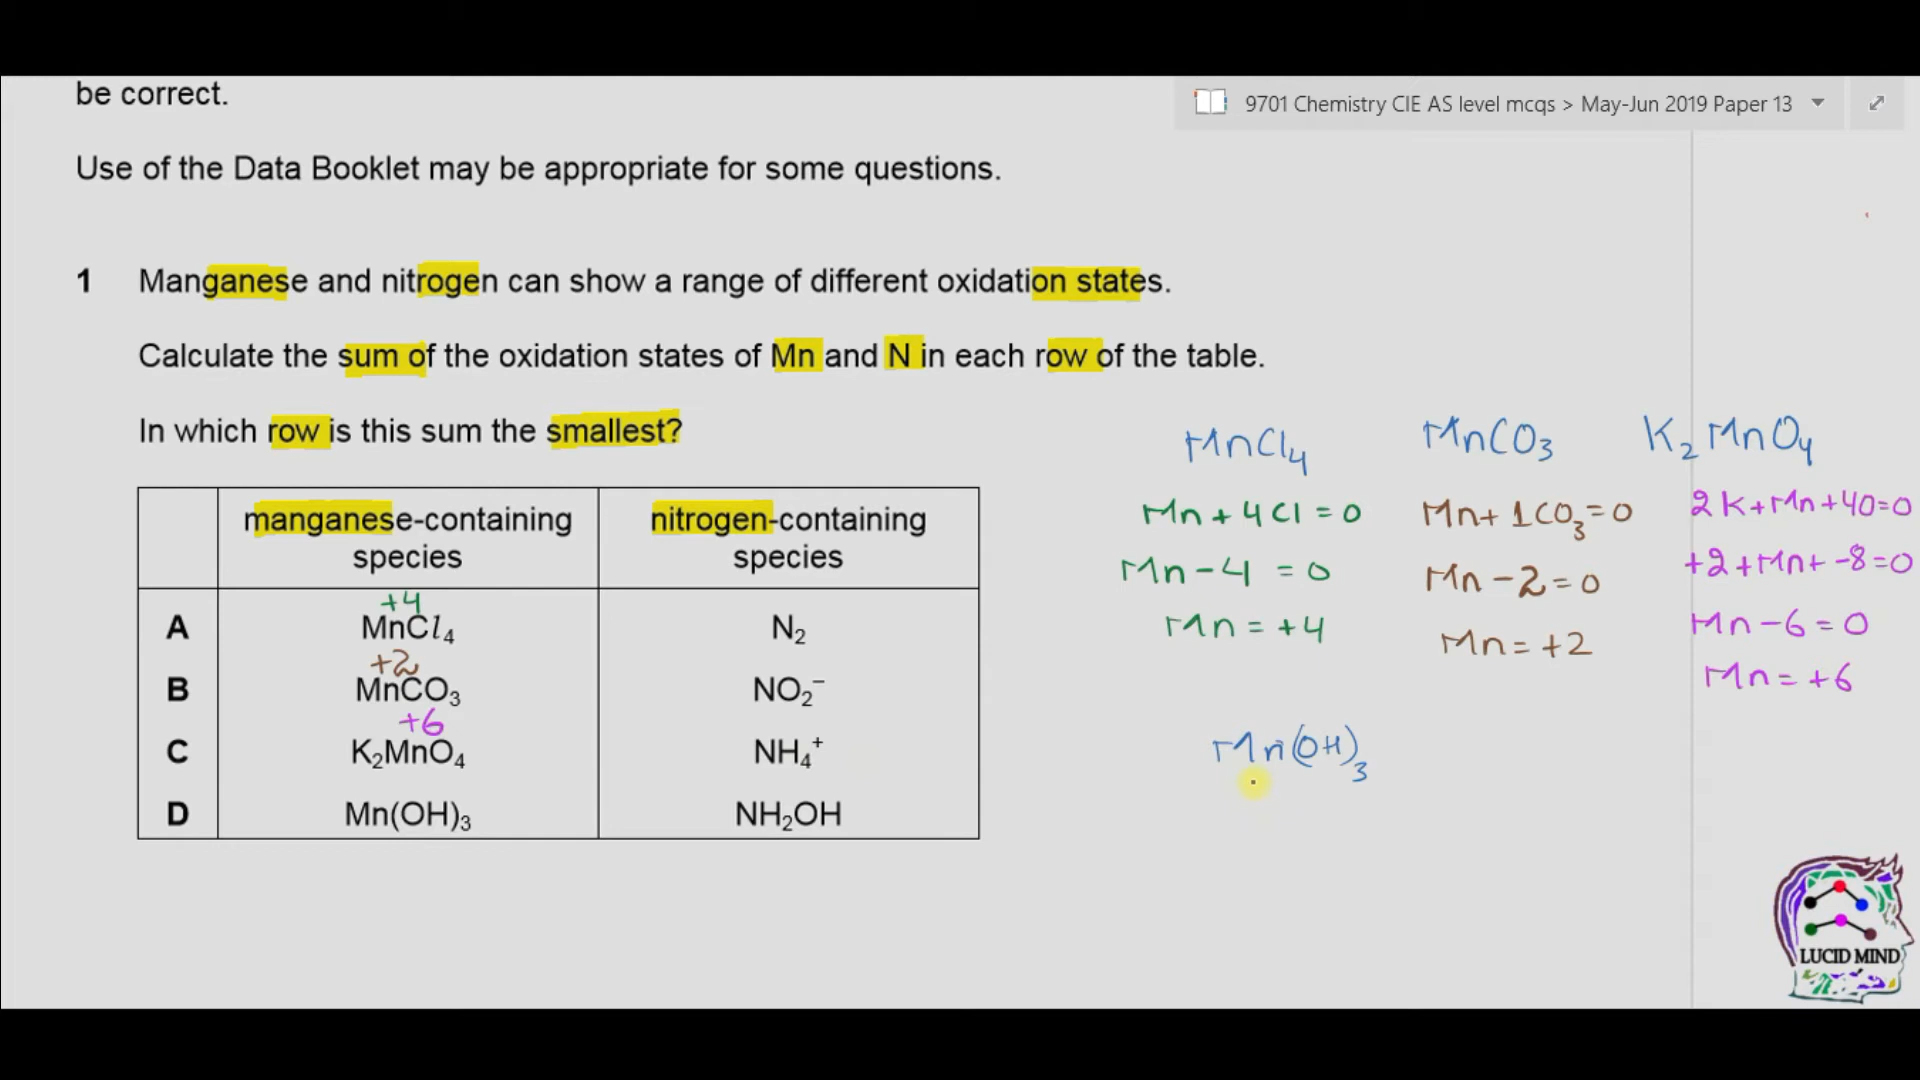 be correct.
9701 Chemistry CIE AS level mcqs > May-Jun 2019 Paper 13
Use of the Data Booklet may be appropriate for some questions.
1 Manganese and nitrogen can show a range of different oxidation states.
Calculate the sum of the oxidation states of Mn and N in each row of the table.
In which row is this sum the smallest?
manganese-containing species
nitrogen-containing species
+4
A MnCl₄ N₂
+2
B MnCO₃ NO₂⁻
+6
C K₂MnO₄ NH₄⁺
D Mn(OH)₃ NH₂OH
MnCl₄
Mn + 4Cl = 0
Mn - 4 = 0
Mn = +4
MnCO₃
Mn + 1CO₃ = 0
Mn - 2 = 0
Mn = +2
K₂MnO₄
2K+Mn+4O=0
+2+Mn+-8=0
Mn-6=0
Mn=+6
Mn(OH)₃
LUCID MIND